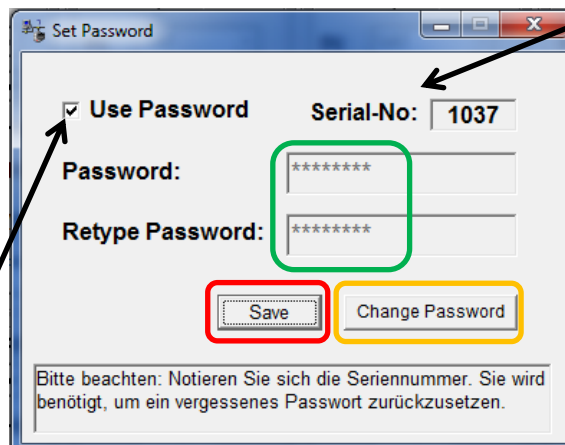 Set Password
Use Password Serial-No: 1037
Password: ********
Retype Password: ********
Save Change Password
Bitte beachten: Notieren Sie sich die Seriennummer. Sie wird
benötigt, um ein vergessenes Passwort zurückzusetzen.